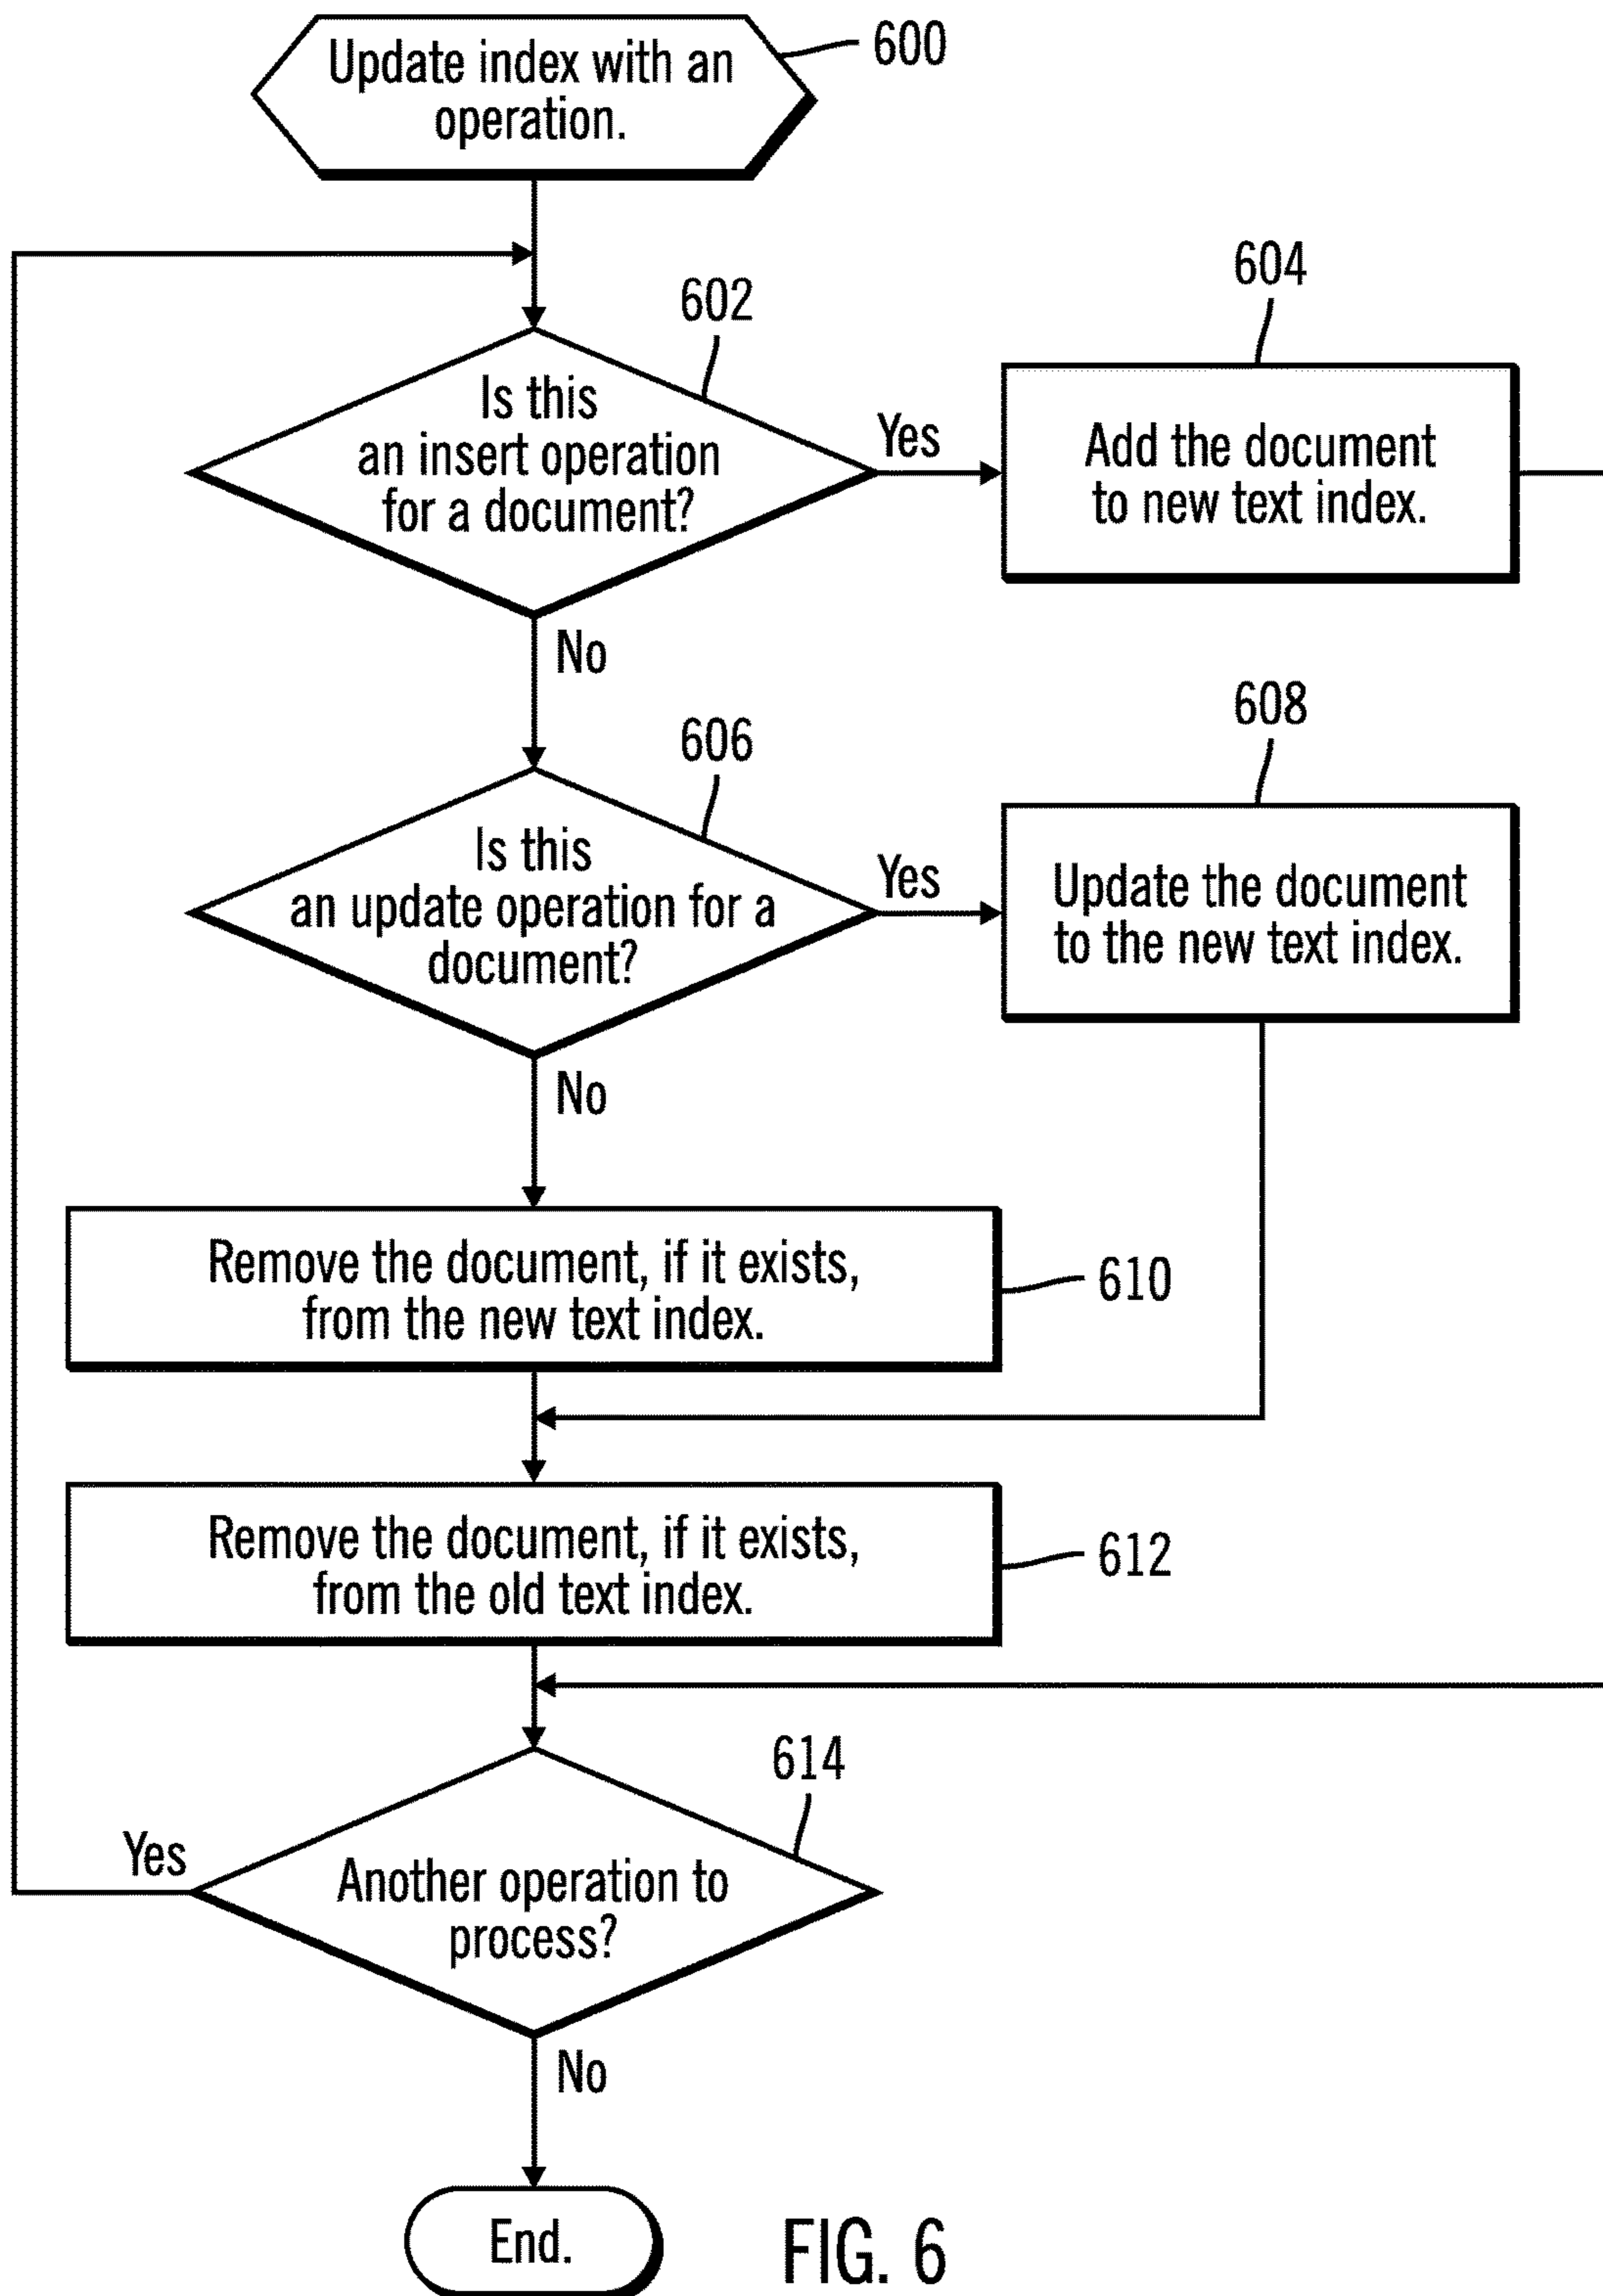 Update index with an
operation.
600
602
604
Is this
an insert operation
for a document?
Yes
Add the document
to new text index.
No
606
608
Is this
an update operation for a
document?
Yes
Update the document
to the new text index.
No
Remove the document, if it exists,
from the new text index.
610
Remove the document, if it exists,
from the old text index.
612
614
Yes
Another operation to
process?
No
End.
FIG. 6